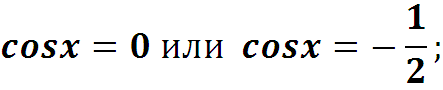 cosx = 0 или cosx = −1/2;